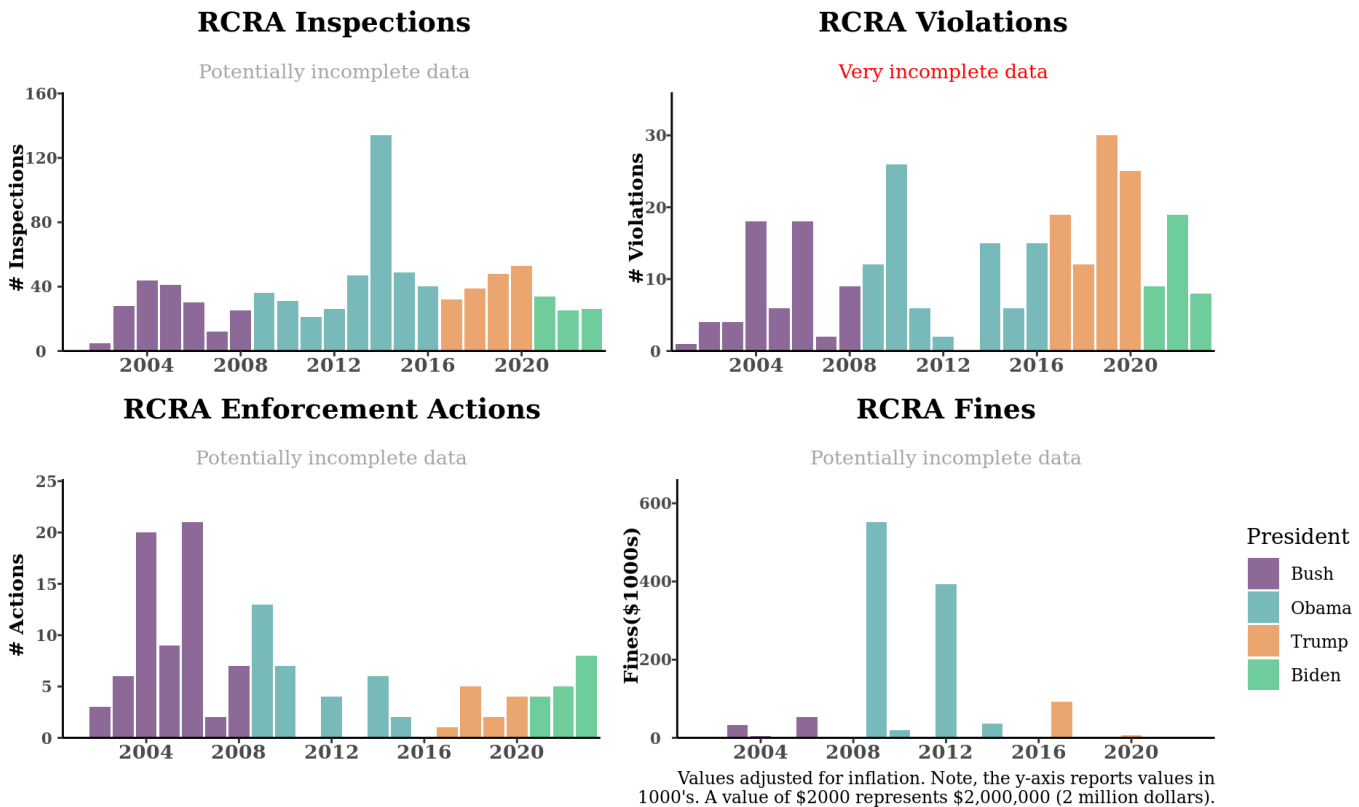 RCRA Inspections
Potentially incomplete data
# Inspections
160
120
80
40
0
2004
2008
2012
2016
2020
RCRA Violations
Very incomplete data
# Violations
30
20
10
0
2004
2008
2012
2016
2020
RCRA Enforcement Actions
Potentially incomplete data
# Actions
25
20
15
10
5
0
2004
2008
2012
2016
2020
RCRA Fines
Potentially incomplete data
Fines($1000s)
600
400
200
0
2004
2008
2012
2016
2020
President
Bush
Obama
Trump
Biden
Values adjusted for inflation. Note, the y-axis reports values in
1000's. A value of $2000 represents $2,000,000 (2 million dollars).